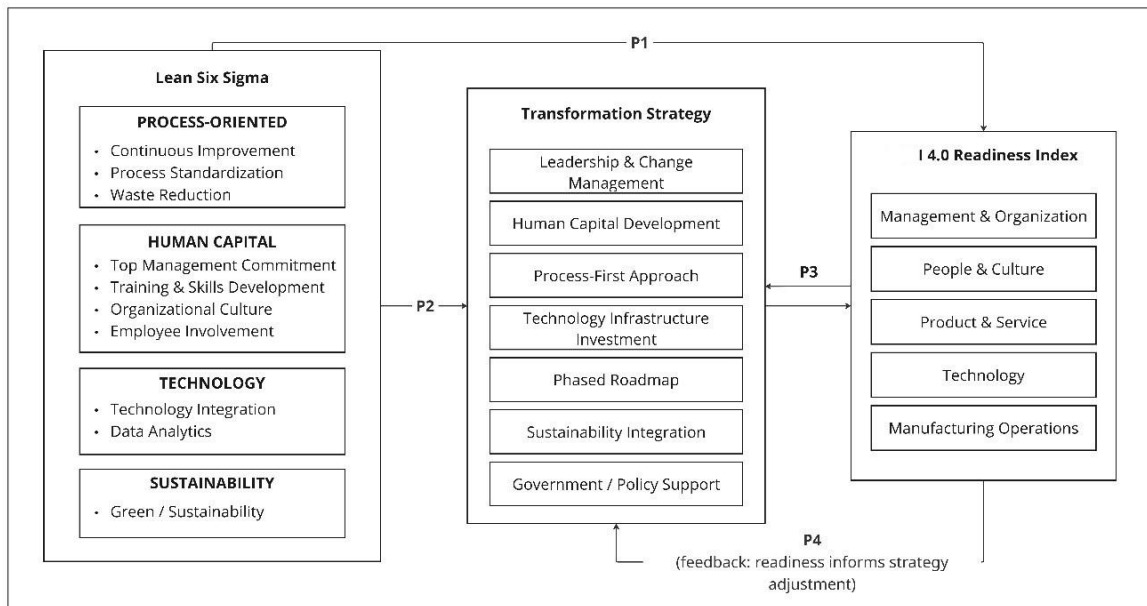 P1
Lean Six Sigma
PROCESS-ORIENTED
• Continuous Improvement
• Process Standardization
• Waste Reduction
HUMAN CAPITAL
• Top Management Commitment
• Training & Skills Development
• Organizational Culture
• Employee Involvement
TECHNOLOGY
• Technology Integration
• Data Analytics
SUSTAINABILITY
• Green / Sustainability
P2
Transformation Strategy
Leadership & Change
Management
Human Capital Development
Process-First Approach
Technology Infrastructure
Investment
Phased Roadmap
Sustainability Integration
Government / Policy Support
P3
I 4.0 Readiness Index
Management & Organization
People & Culture
Product & Service
Technology
Manufacturing Operations
P4
(feedback: readiness informs strategy
adjustment)